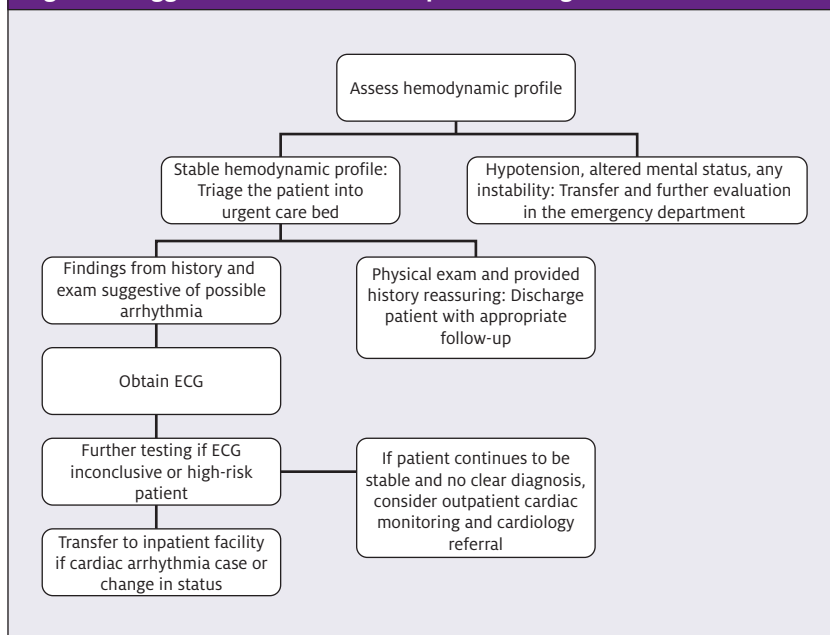 Assess hemodynamic profile
Stable hemodynamic profile:
Triage the patient into
urgent care bed
Hypotension, altered mental status, any
instability: Transfer and further evaluation
in the emergency department
Findings from history and
exam suggestive of possible
arrhythmia
Physical exam and provided
history reassuring: Discharge
patient with appropriate
follow-up
Obtain ECG
Further testing if ECG
inconclusive or high-risk
patient
If patient continues to be
stable and no clear diagnosis,
consider outpatient cardiac
monitoring and cardiology
referral
Transfer to inpatient facility
if cardiac arrhythmia case or
change in status